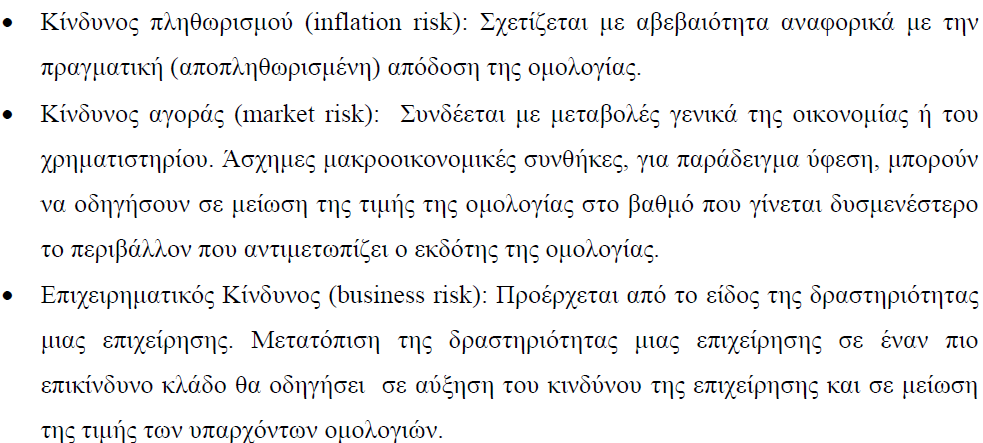 • Κίνδυνος πληθωρισμού (inflation risk): Σχετίζεται με αβεβαιότητα αναφορικά με την
πραγματική (αποπληθωρισμένη) απόδοση της ομολογίας.
• Κίνδυνος αγοράς (market risk): Συνδέεται με μεταβολές γενικά της οικονομίας ή του
χρηματιστηρίου. Άσχημες μακροοικονομικές συνθήκες, για παράδειγμα ύφεση, μπορούν
να οδηγήσουν σε μείωση της τιμής της ομολογίας στο βαθμό που γίνεται δυσμενέστερο
το περιβάλλον που αντιμετωπίζει ο εκδότης της ομολογίας.
• Επιχειρηματικός Κίνδυνος (business risk): Προέρχεται από το είδος της δραστηριότητας
μιας επιχείρησης. Μετατόπιση της δραστηριότητας μιας επιχείρησης σε έναν πιο
επικίνδυνο κλάδο θα οδηγήσει σε αύξηση του κινδύνου της επιχείρησης και σε μείωση
της τιμής των υπαρχόντων ομολογιών.